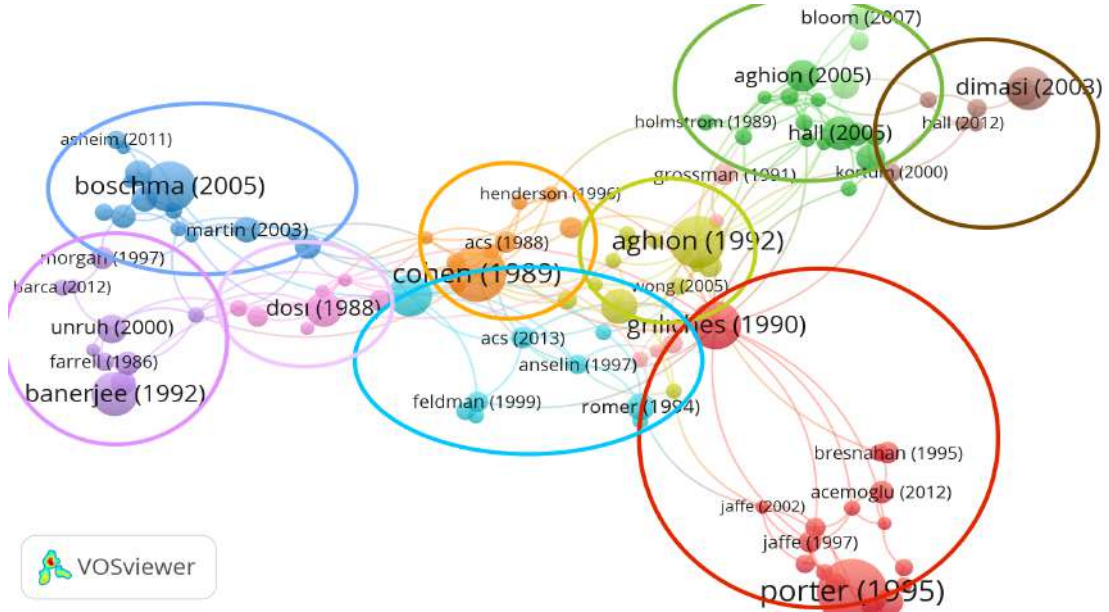 bloom (2007)
aghion (2005)
dimasi (2003)
holmstrom (1989)
hall (2005)
hall (2012)
asheim (2011)
grossman (1991)
kortum (2000)
boschma (2005)
henderson (1996)
martin (2003)
acs (1988)
aghion (1992)
morgan (1997)
cohen (1989)
barca (2012)
wong (2005)
dosi (1988)
unruh (2000)
griliches (1990)
acs (2013)
farrell (1986)
anselin (1997)
banerjee (1992)
feldman (1999)
romer (1994)
bresnahan (1995)
acemoglu (2012)
jaffe (2002)
jaffe (1997)
VOSviewer
porter (1995)